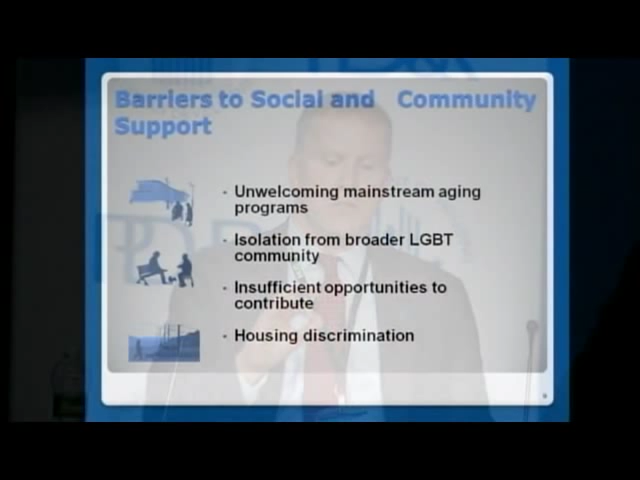 Barriers to Social and Community
Support
- Unwelcoming mainstream aging
programs
- Isolation from broader LGBT
community
- Insufficient opportunities to
contribute
- Housing discrimination